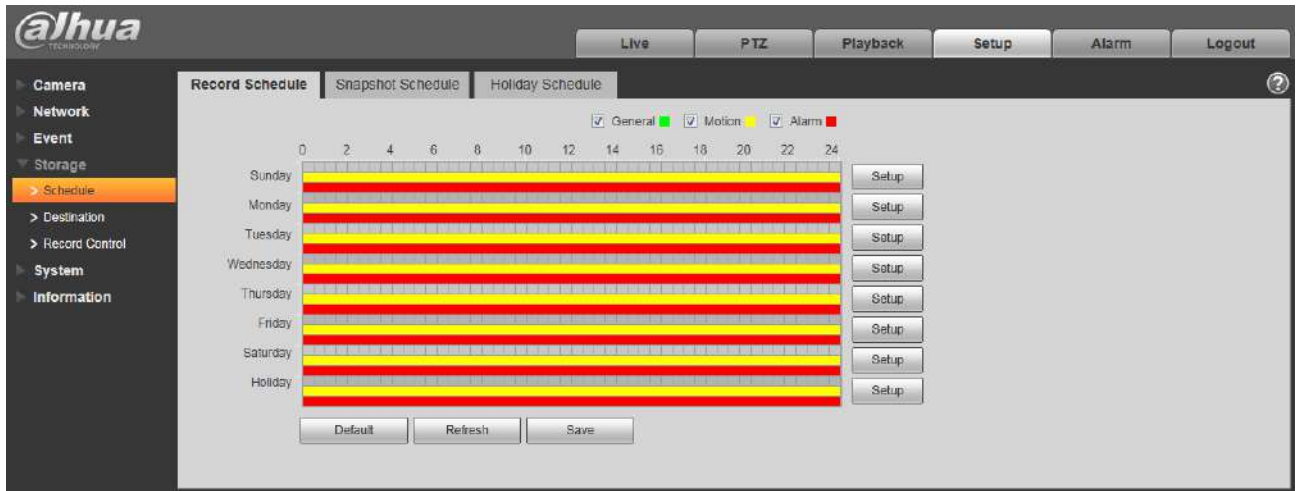 alhua
TECHNOLOGY
Live PTZ Playback Setup Alarm Logout
Camera
Network
Event
Storage
> Schedule
> Destination
> Record Control
System
Information
Record Schedule Snapshot Schedule Holiday Schedule
General Motion Alarm
0 2 4 6 8 10 12 14 16 18 20 22 24
Sunday Setup
Monday Setup
Tuesday Setup
Wednesday Setup
Thursday Setup
Friday Setup
Saturday Setup
Holiday Setup
Default Refresh Save